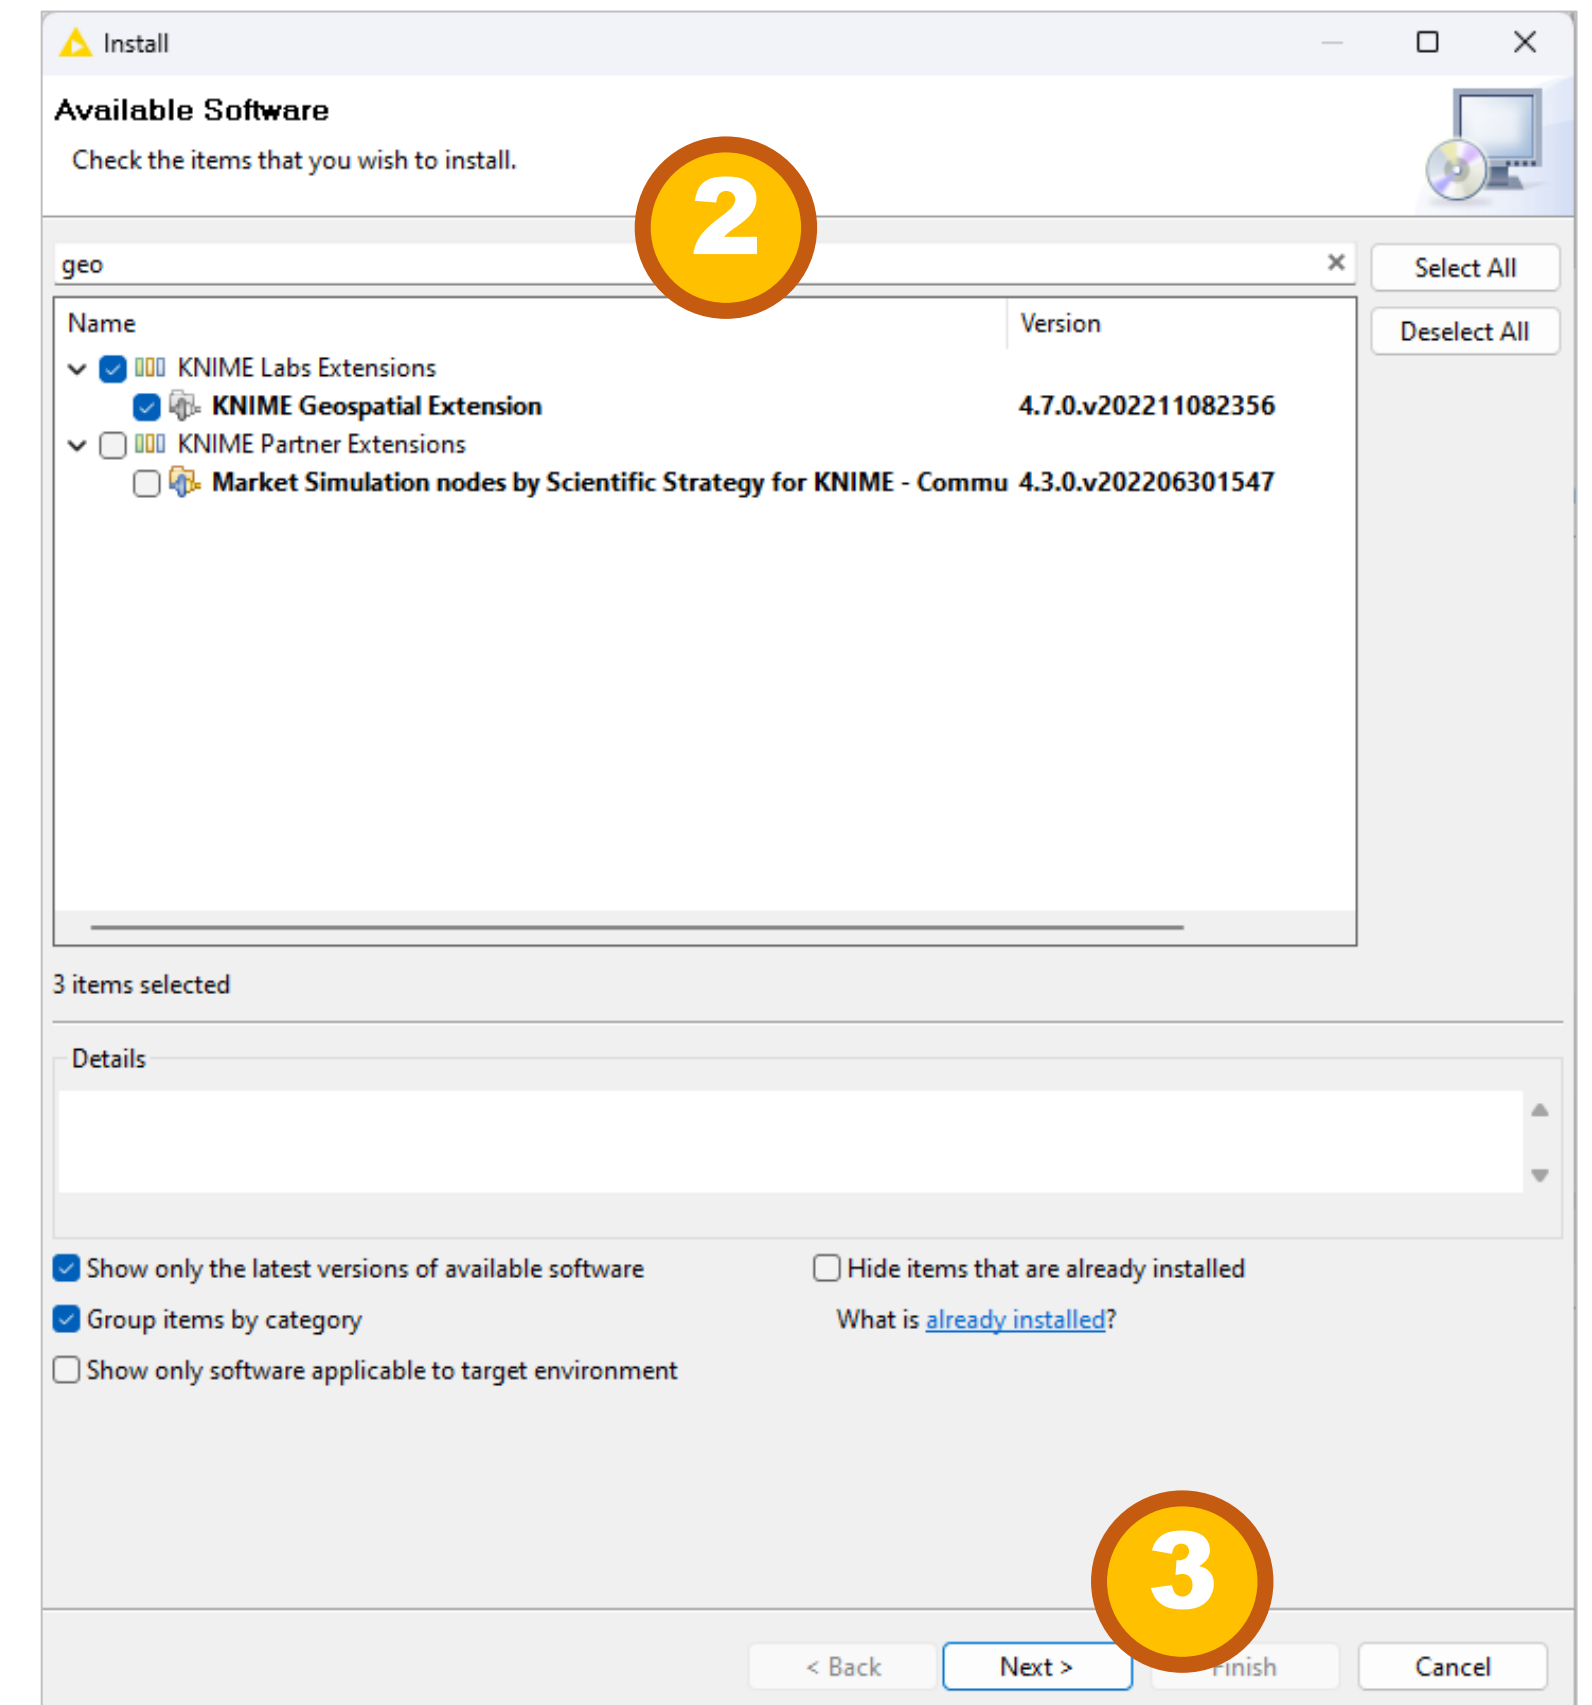 Install
Available Software
Check the items that you wish to install.
2
geo
Select All
Name Version
Deselect All
KNIME Labs Extensions
KNIME Geospatial Extension 4.7.0.v202211082356
KNIME Partner Extensions
Market Simulation nodes by Scientific Strategy for KNIME - Commu 4.3.0.v202206301547
3 items selected
Details
Show only the latest versions of available software
Hide items that are already installed
Group items by category
What is already installed?
Show only software applicable to target environment
3
< Back Next > Finish Cancel